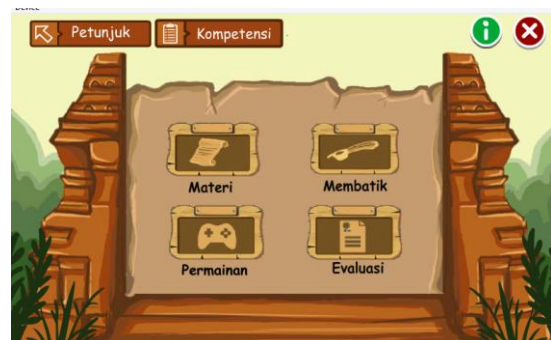 Petunjuk
Kompetensi
Materi
Membatik
Permainan
Evaluasi